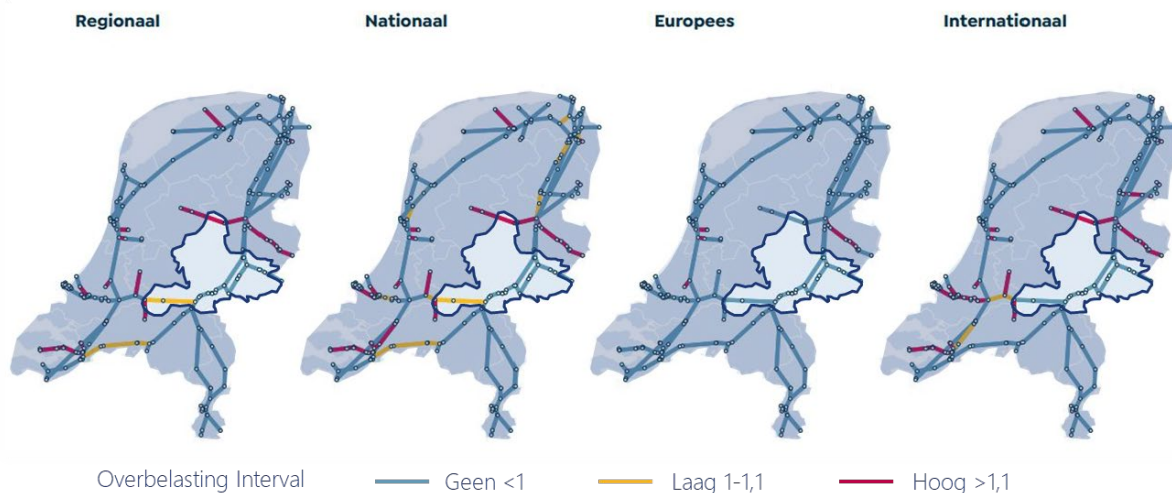 Regionaal
Nationaal
Europees
Internationaal
Overbelasting Interval
Geen <1
Laag 1-1,1
Hoog >1,1